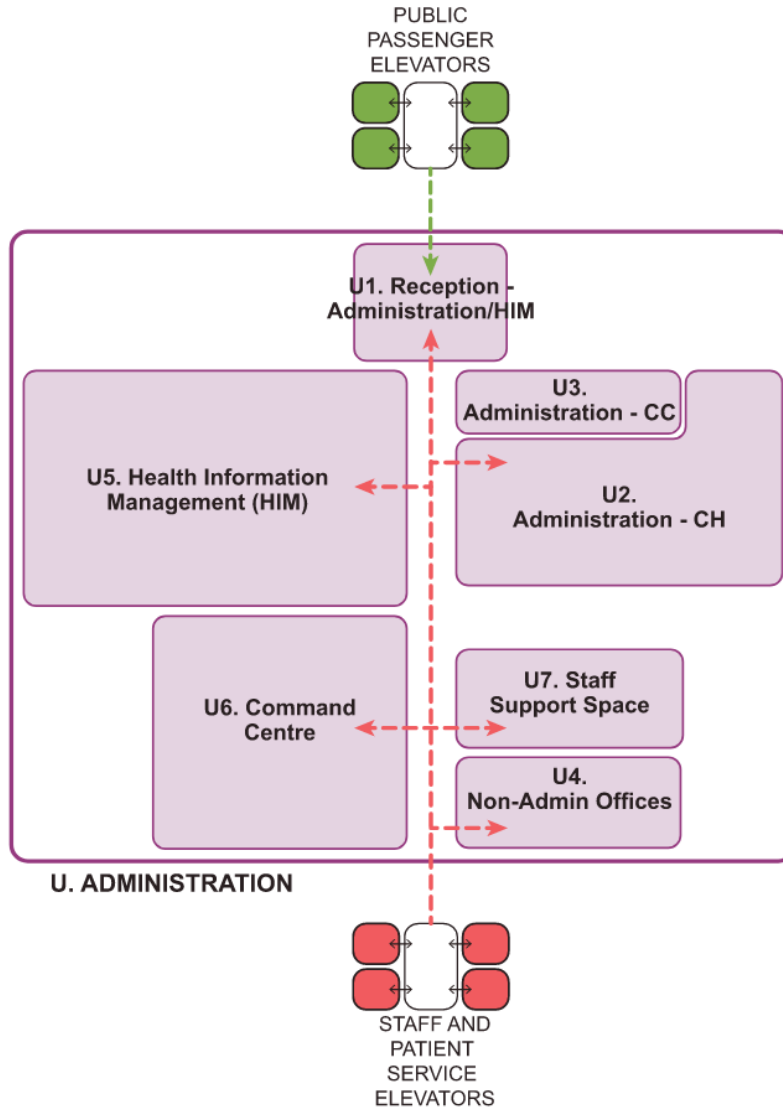 PUBLIC
PASSENGER
ELEVATORS
U1. Reception -
Administration/HIM
U3.
Administration - CC
U5. Health Information
Management (HIM)
U2.
Administration - CH
U6. Command
Centre
U7. Staff
Support Space
U4.
Non-Admin Offices
U. ADMINISTRATION
STAFF AND
PATIENT
SERVICE
ELEVATORS